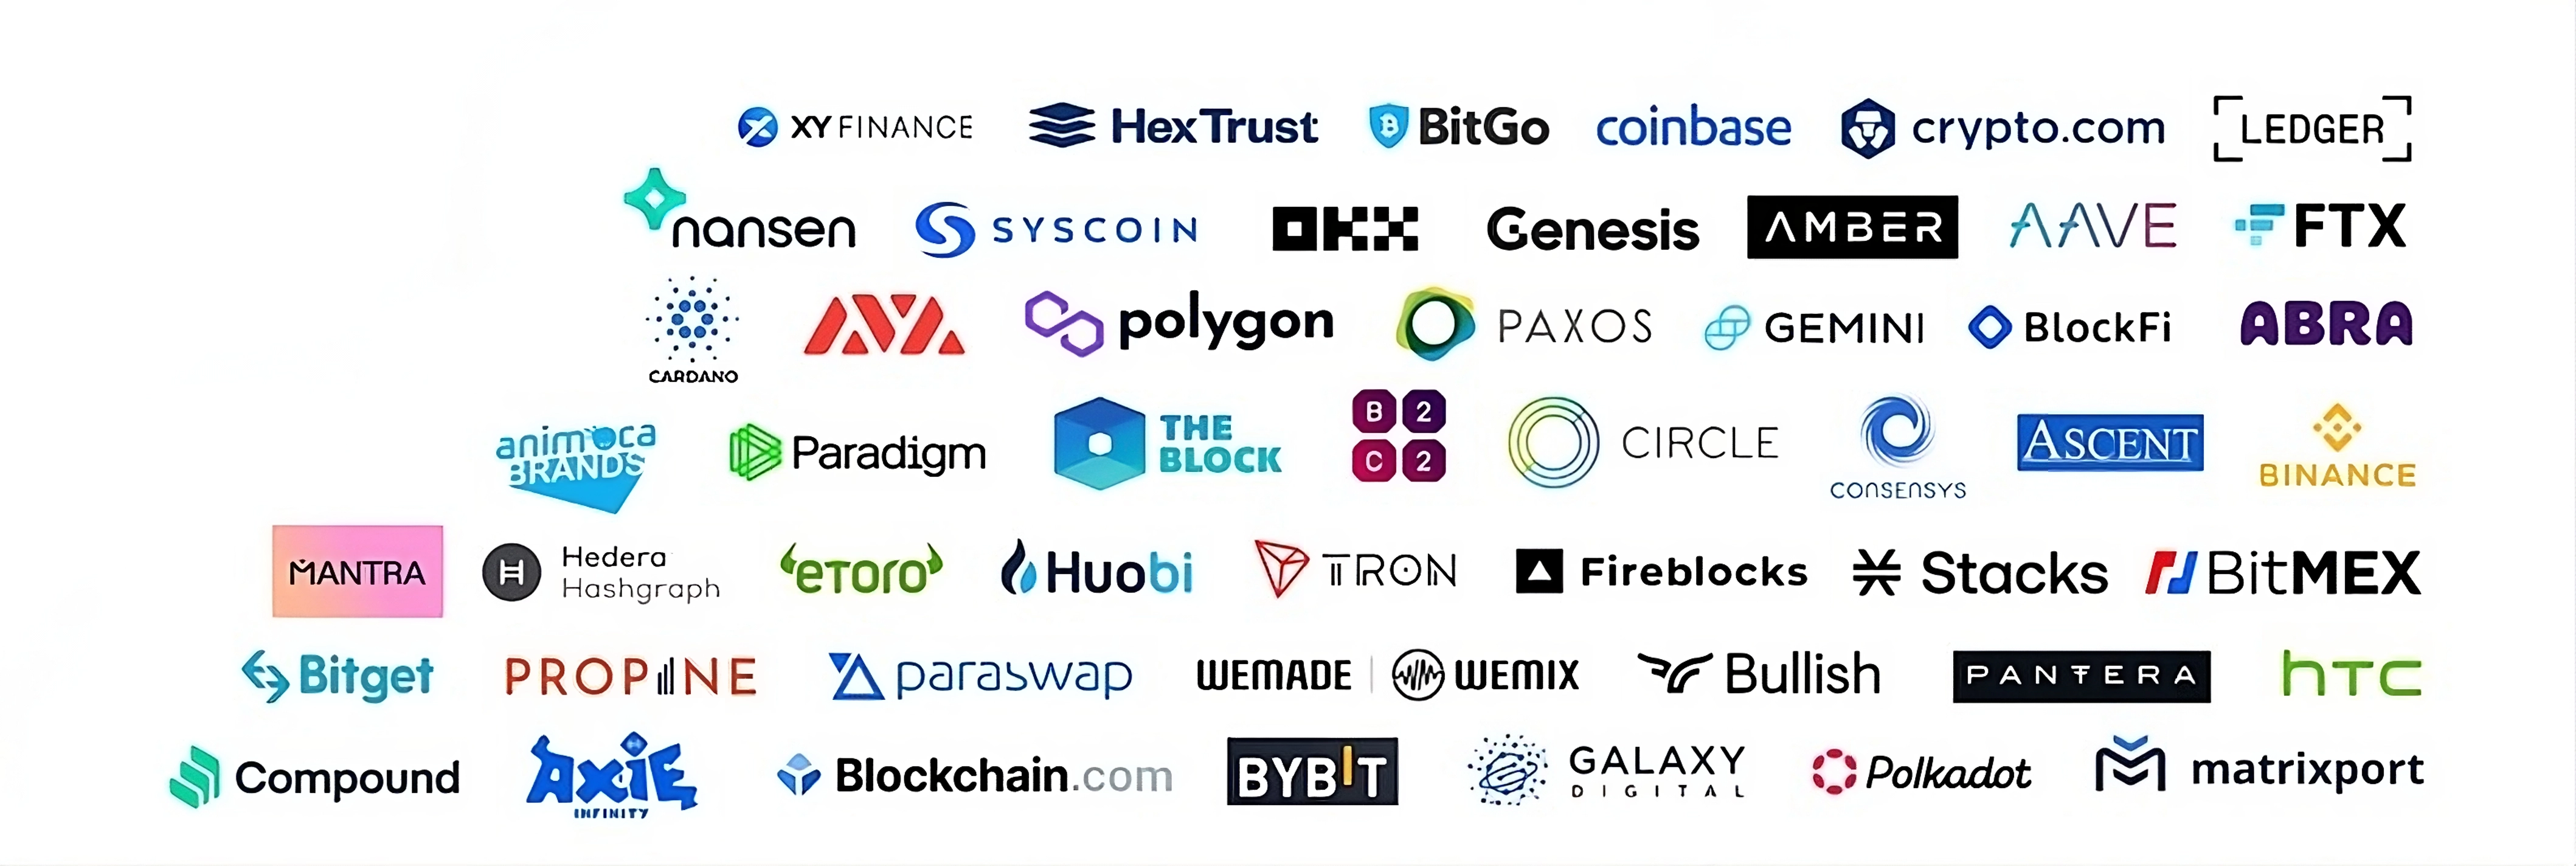 XY FINANCE HexTrust BitGo coinbase crypto.com LEDGER
nansen SYSCOIN OKX Genesis AMBER AAVE FTX
CARDANO AVA polygon PAXOS GEMINI BlockFi ABRA
animoca BRANDS Paradigm THE BLOCK B2 C2 CIRCLE CONSENSYS ASCENT BINANCE
MANTRA Hedera Hashgraph eToro Huobi TRON Fireblocks Stacks BitMEX
Bitget PROPINE paraswap WEMADE WEMIX Bullish PANTERA hTC
Compound AXIE INFINITY Blockchain.com BYBIT GALAXY DIGITAL Polkadot matrixport